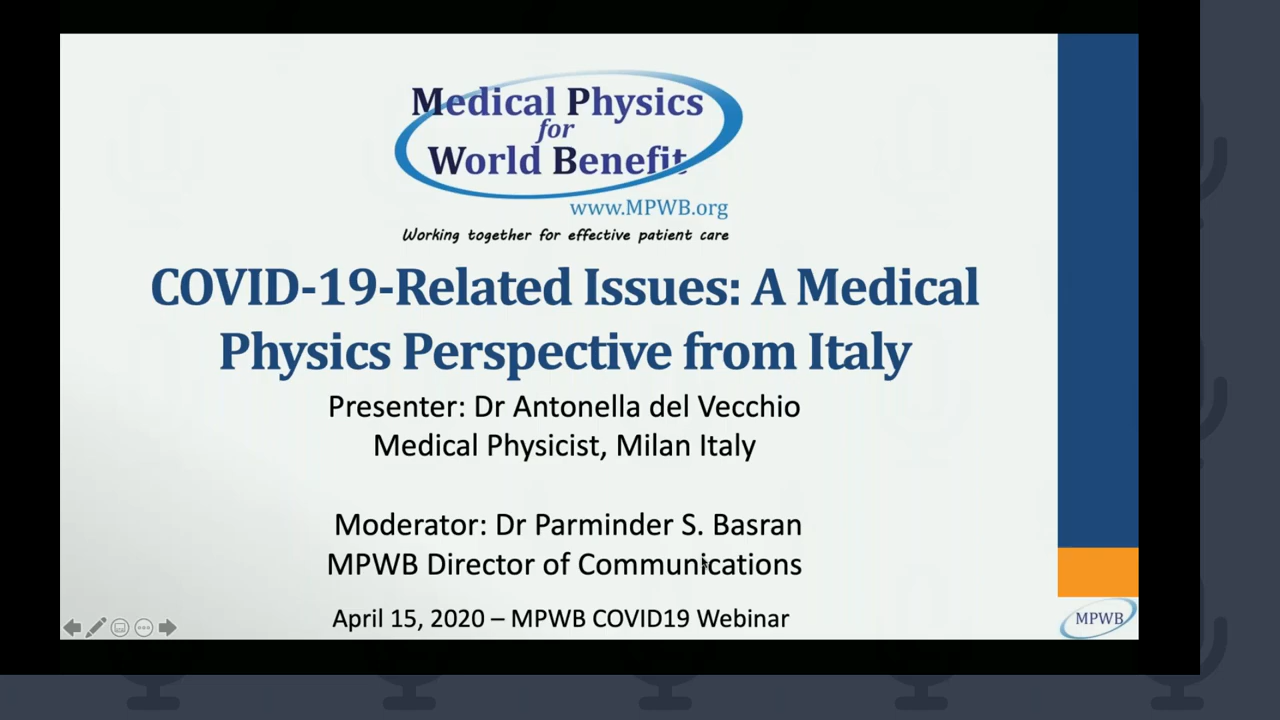 Medical Physics
for
World Benefit
www.MPWB.org
Working together for effective patient care
COVID-19-Related Issues: A Medical
Physics Perspective from Italy
Presenter: Dr Antonella del Vecchio
Medical Physicist, Milan Italy
Moderator: Dr Parminder S. Basran
MPWB Director of Communications
April 15, 2020 – MPWB COVID19 Webinar
MPWB